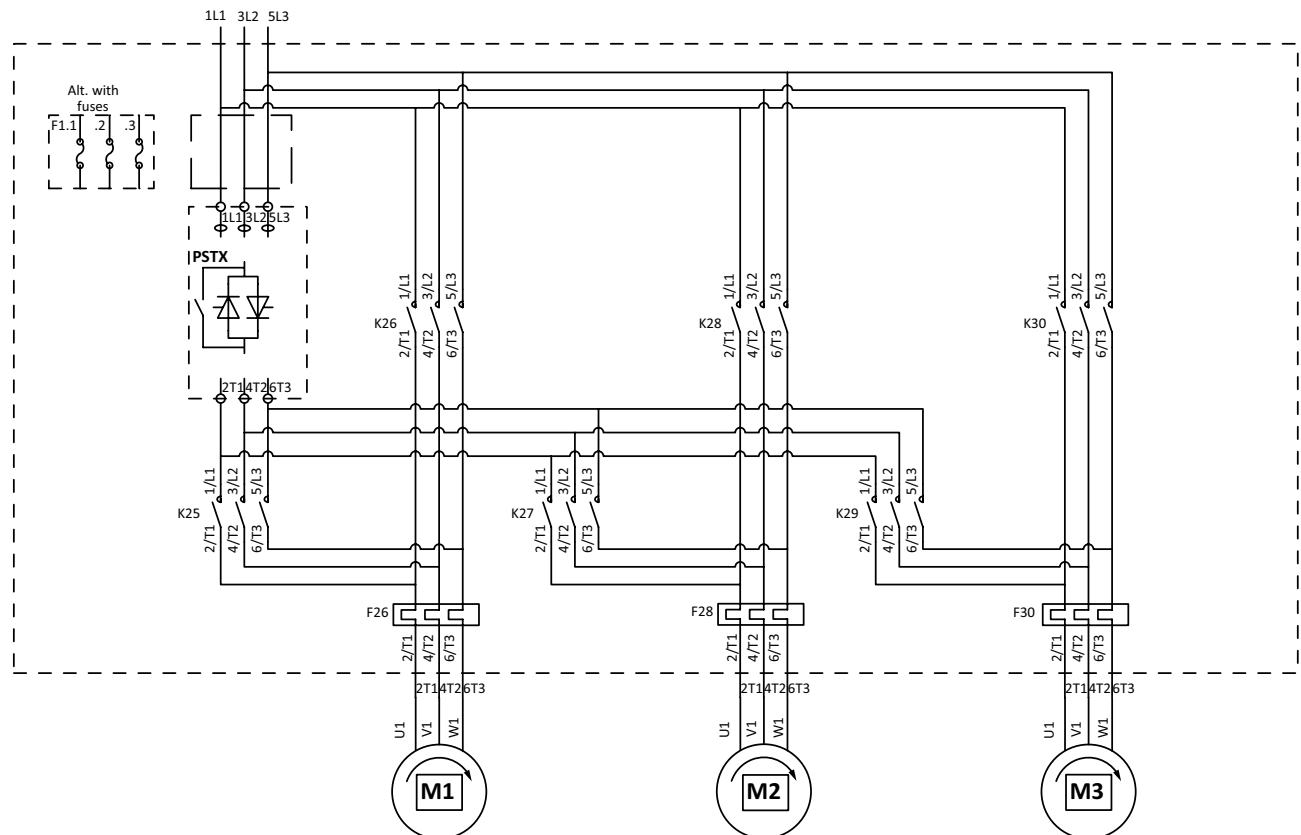 1L1 3L2 5L3
Alt. with
fuses
F1.1 .2 .3
1L1 3L2 5L3
PSTX
1/L1 3/L2 5/L3
K26
2/T1 4/T2 6/T3
1/L1 3/L2 5/L3
K28
2/T1 4/T2 6/T3
1/L1 3/L2 5/L3
K30
2/T1 4/T2 6/T3
2T1 4T2 6T3
1/L1 3/L2 5/L3
K25
2/T1 4/T2 6/T3
1/L1 3/L2 5/L3
K27
2/T1 4/T2 6/T3
1/L1 3/L2 5/L3
K29
2/T1 4/T2 6/T3
F26
2/T1 4/T2 6/T3
F28
2/T1 4/T2 6/T3
F30
2/T1 4/T2 6/T3
2T1 4T2 6T3
2T1 4T2 6T3
2T1 4T2 6T3
U1 V1 W1
U1 V1 W1
U1 V1 W1
M1
M2
M3